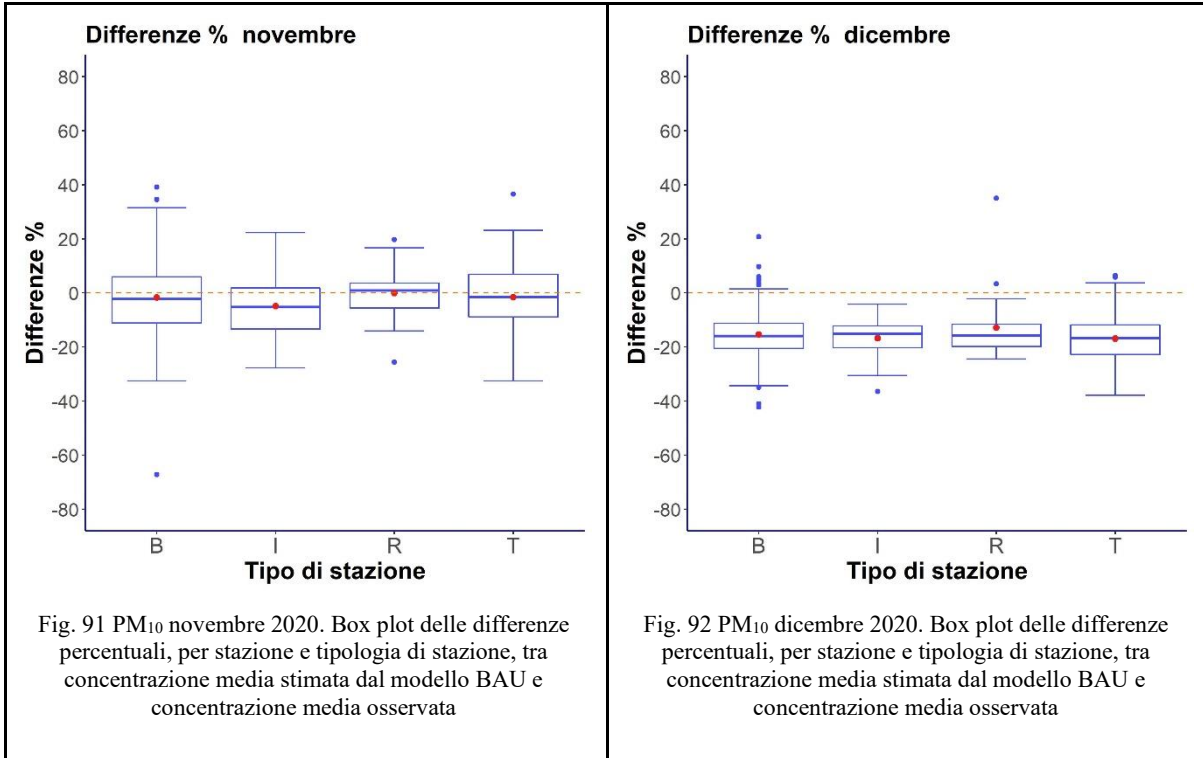 Differenze % novembre
80
60
40
20
0
-20
-40
-60
-80
Differenze %
B I R T
Tipo di stazione
Fig. 91 PM₁₀ novembre 2020. Box plot delle differenze
percentuali, per stazione e tipologia di stazione, tra
concentrazione media stimata dal modello BAU e
concentrazione media osservata
Differenze % dicembre
80
60
40
20
0
-20
-40
-60
-80
Differenze %
B I R T
Tipo di stazione
Fig. 92 PM₁₀ dicembre 2020. Box plot delle differenze
percentuali, per stazione e tipologia di stazione, tra
concentrazione media stimata dal modello BAU e
concentrazione media osservata